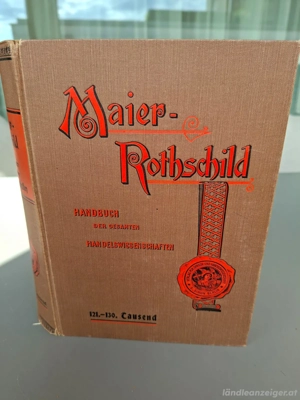 Maier-
Rothschild
HANDBUCH
DER GESAMTEN
HANDELSWISSENSCHAFTEN
121.–130. Tausend
ländleanzeiger.at